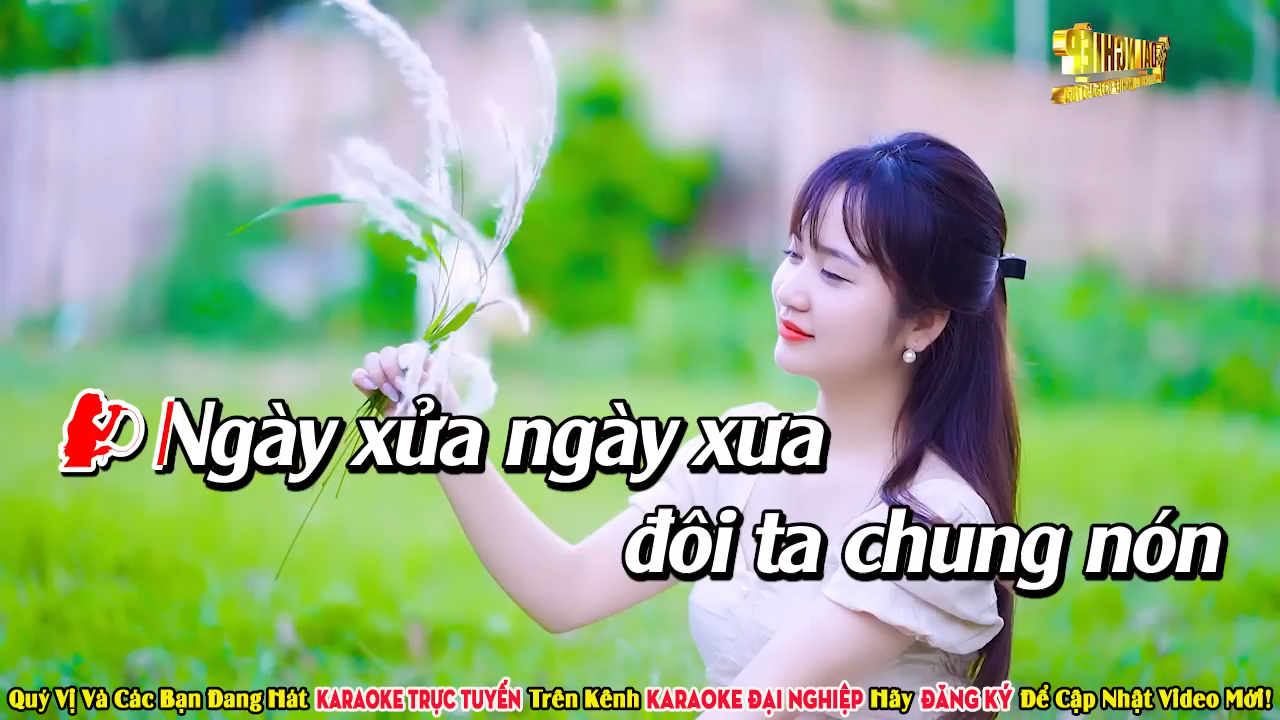 Ngày xửa ngày xưa
đôi ta chung nón
Quý Vị Và Các Bạn Đang Hát KARAOKE TRỰC TUYẾN Trên Kênh KARAOKE ĐẠI NGHIỆP Hãy ĐĂNG KÝ Để Cập Nhật Video Mới!